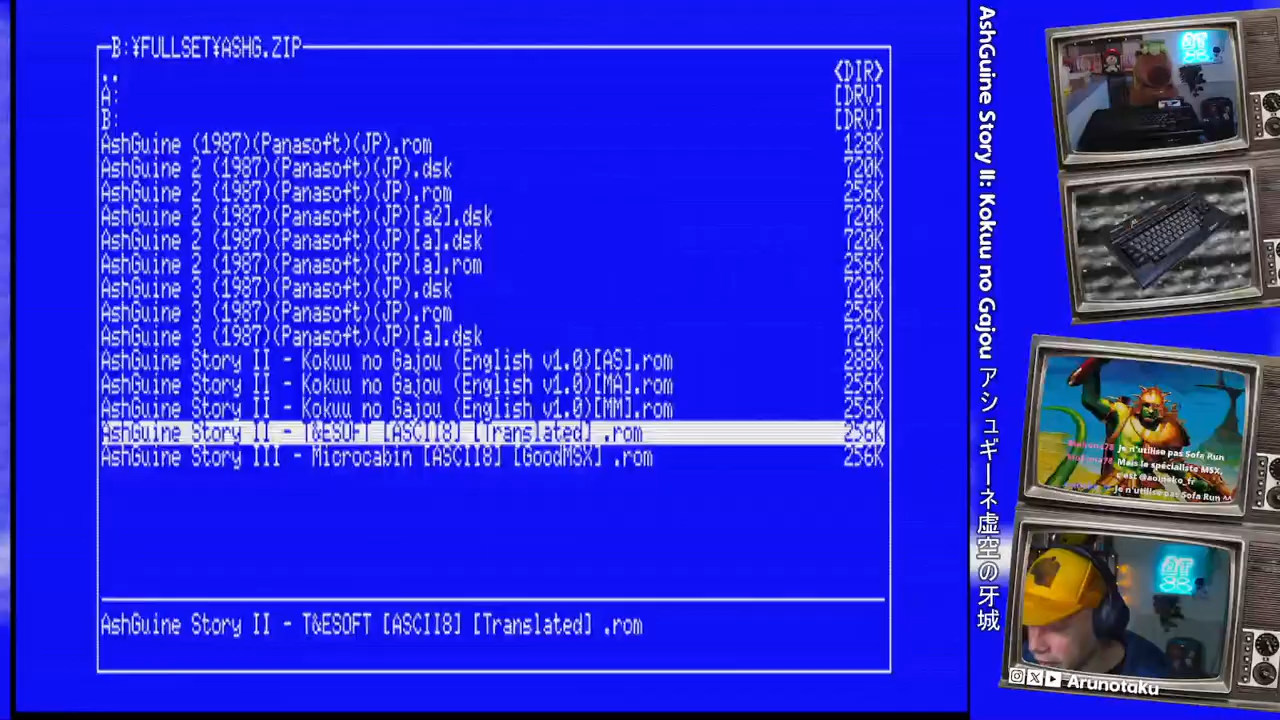 B:¥FULLSET¥ASHG.ZIP
.. <DIR>
A: [DRV]
B: [DRV]
AshGuine (1987)(Panasoft)(JP).rom 128K
AshGuine 2 (1987)(Panasoft)(JP).dsk 720K
AshGuine 2 (1987)(Panasoft)(JP).rom 256K
AshGuine 2 (1987)(Panasoft)(JP)[a2].dsk 720K
AshGuine 2 (1987)(Panasoft)(JP)[a].dsk 720K
AshGuine 2 (1987)(Panasoft)(JP)[a].rom 256K
AshGuine 3 (1987)(Panasoft)(JP).dsk 720K
AshGuine 3 (1987)(Panasoft)(JP).rom 256K
AshGuine 3 (1987)(Panasoft)(JP)[a].dsk 720K
AshGuine Story II - Kokuu no Gajou (English v1.0)[AS].rom 288K
AshGuine Story II - Kokuu no Gajou (English v1.0)[MA].rom 256K
AshGuine Story II - Kokuu no Gajou (English v1.0)[MM].rom 256K
AshGuine Story II - T&ESOFT [ASCII8] [Translated] .rom 256K
AshGuine Story III - Microcabin [ASCII8] [GoodMSX] .rom 256K
AshGuine Story II - T&ESOFT [ASCII8] [Translated] .rom
AshGuine Story II: Kokuu no Gajou アシュギーネ虚空の牙城
Je n'utilise pas Sofa Run
Mais le spécialiste MSX,
c'est @aoineko_fr
Je n'utilise pas Sofa Run ^^
Arunotaku